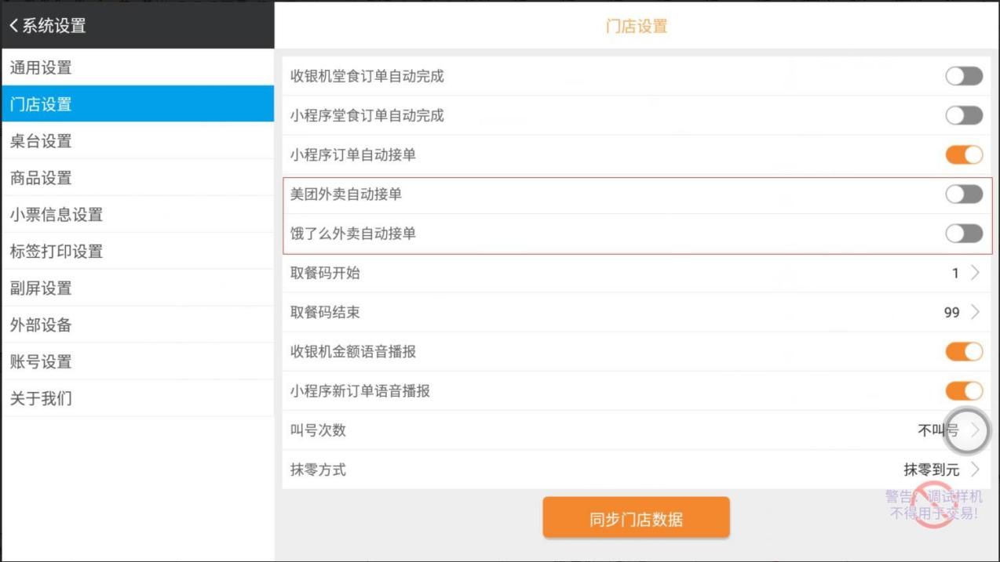 系统设置
门店设置
通用设置
门店设置
桌台设置
商品设置
小票信息设置
标签打印设置
副屏设置
外部设备
账号设置
关于我们
收银机堂食订单自动完成
小程序堂食订单自动完成
小程序订单自动接单
美团外卖自动接单
饿了么外卖自动接单
取餐码开始 1
取餐码结束 99
收银机金额语音播报
小程序新订单语音播报
叫号次数 不叫号
抹零方式 抹零到元
警告：调试样机
不得用于交易!
同步门店数据